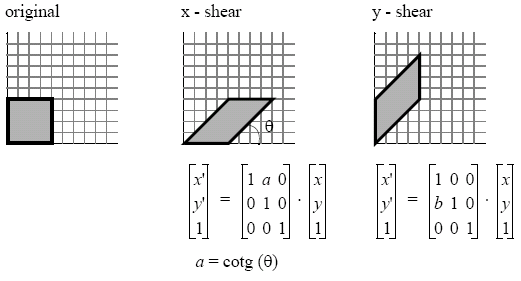 original x - shear y - shear
θ
[x' y' 1] = [1 a 0 0 1 0 0 0 1] · [x y 1]
[x' y' 1] = [1 0 0 b 1 0 0 0 1] · [x y 1]
a = cotg (θ)